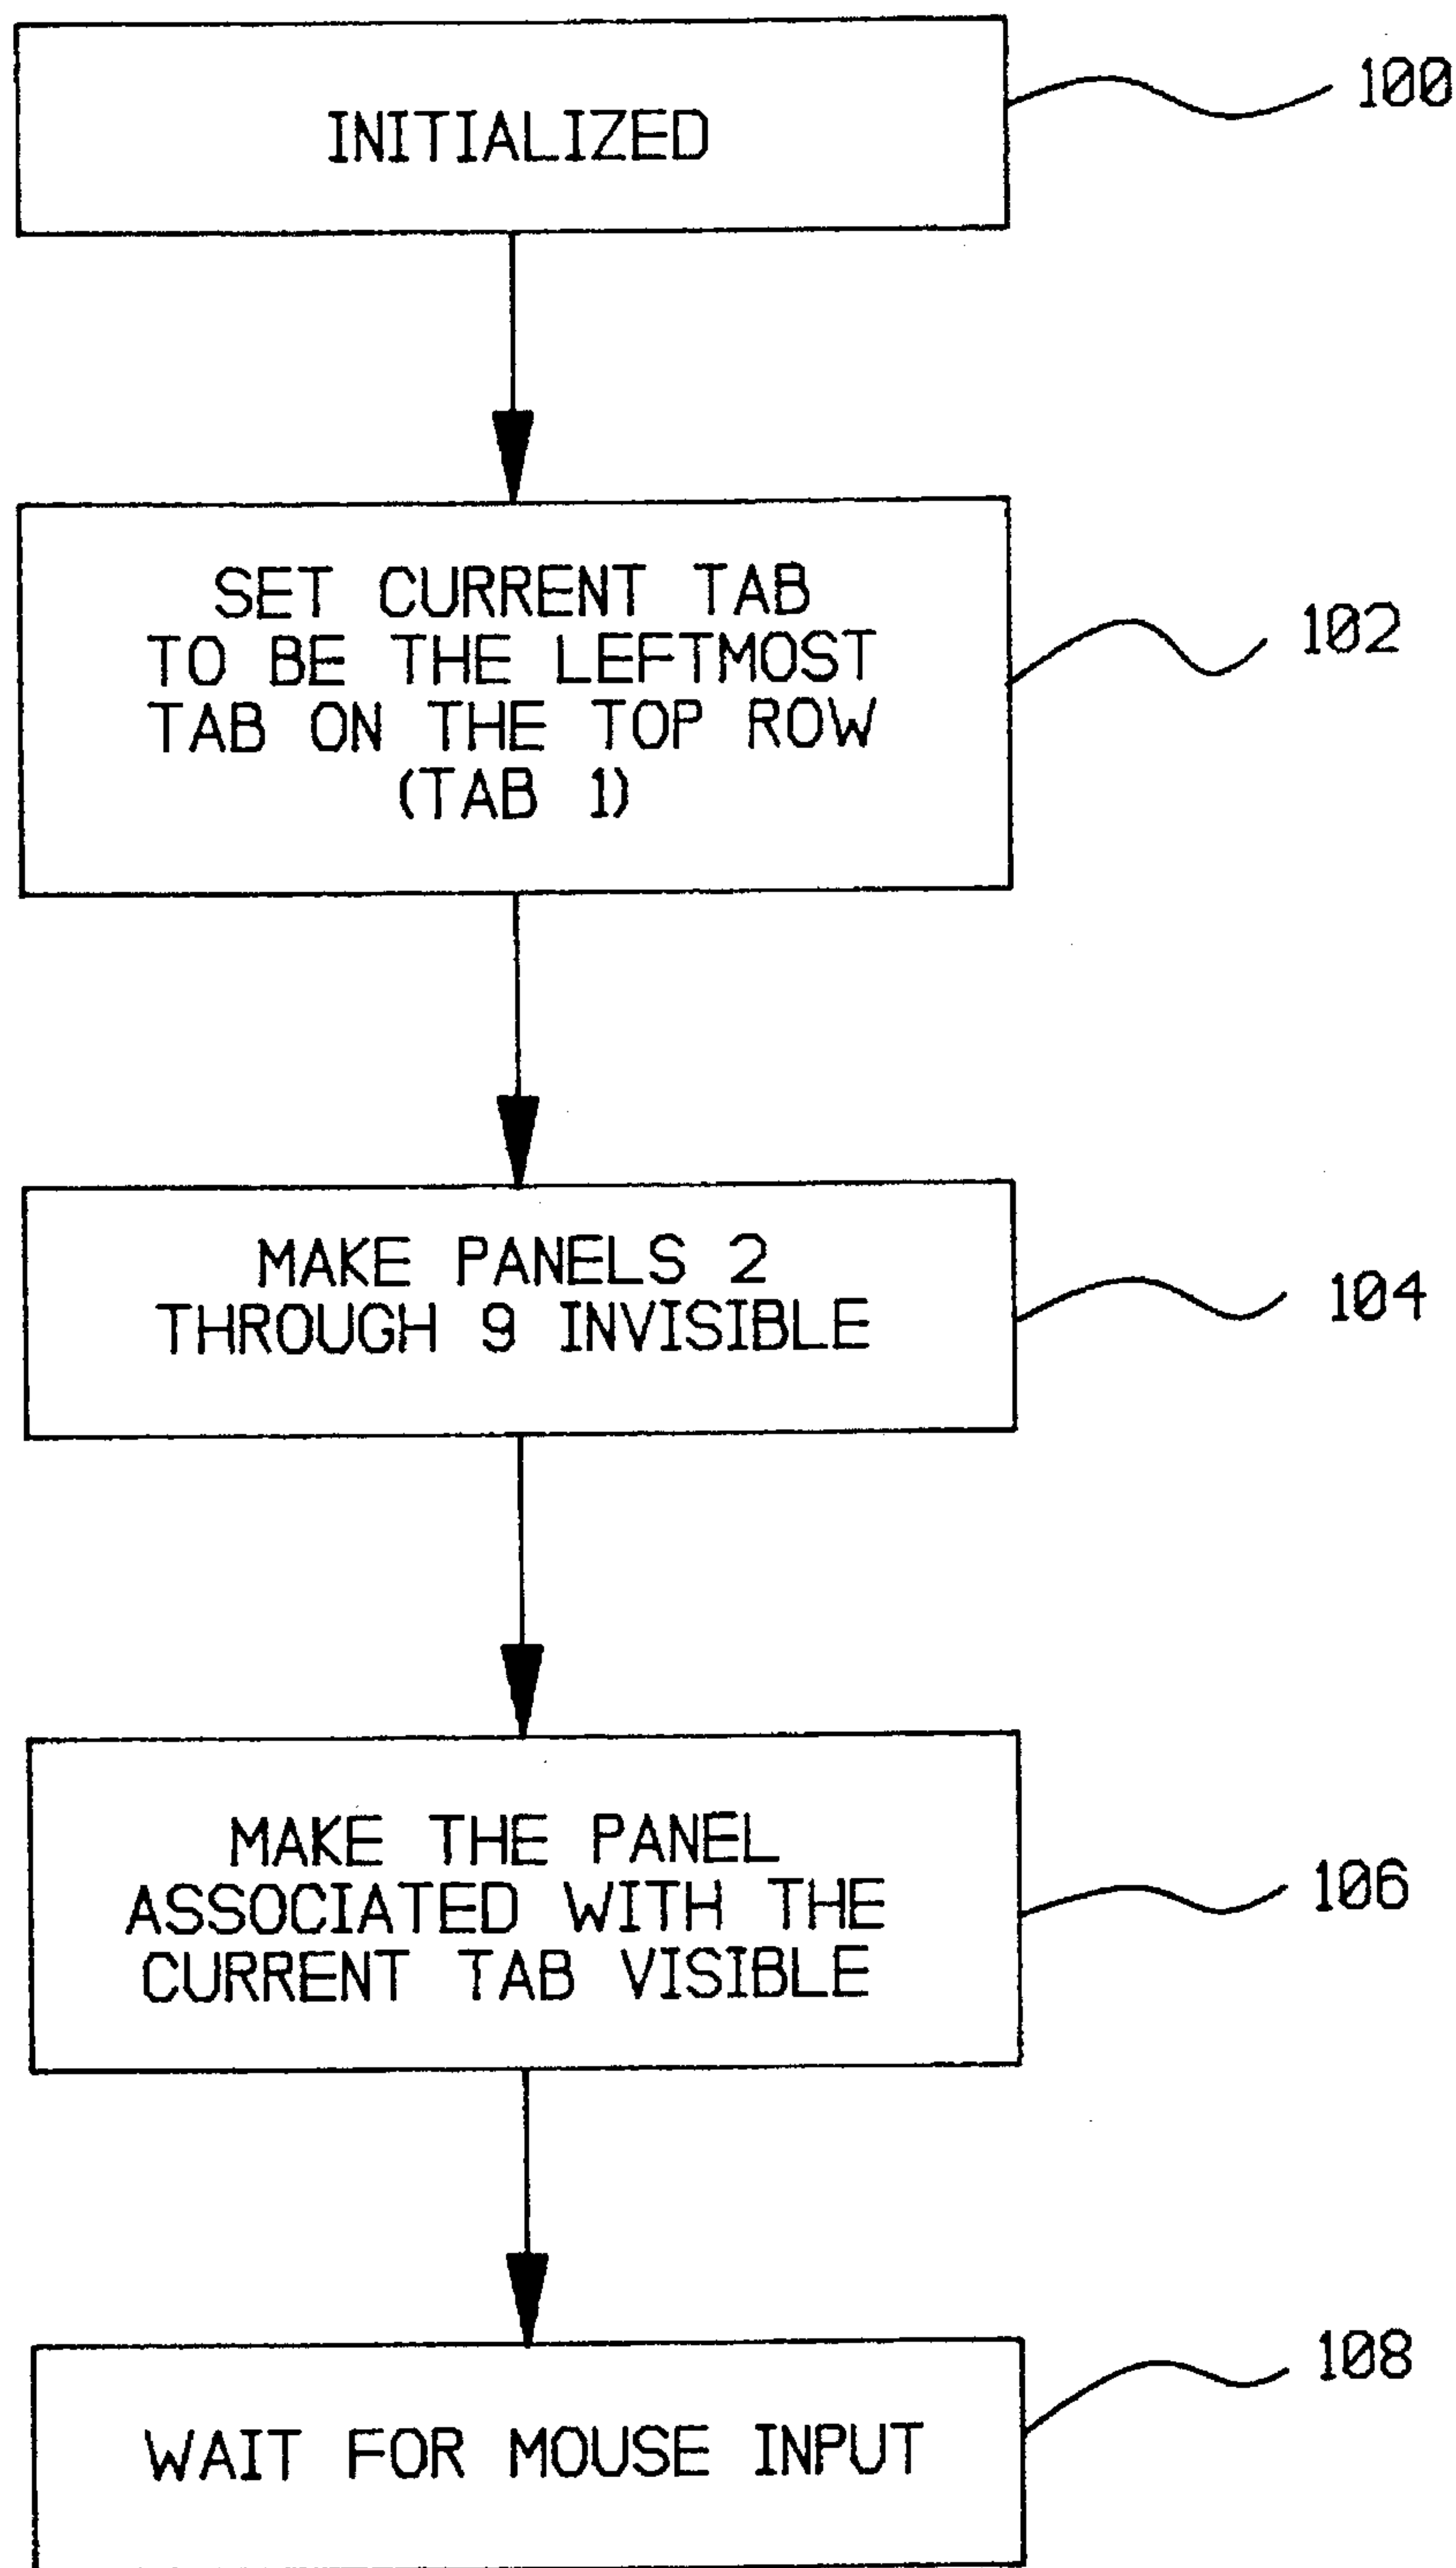 INITIALIZED
100
SET CURRENT TAB
TO BE THE LEFTMOST
TAB ON THE TOP ROW
(TAB 1)
102
MAKE PANELS 2
THROUGH 9 INVISIBLE
104
MAKE THE PANEL
ASSOCIATED WITH THE
CURRENT TAB VISIBLE
106
WAIT FOR MOUSE INPUT
108